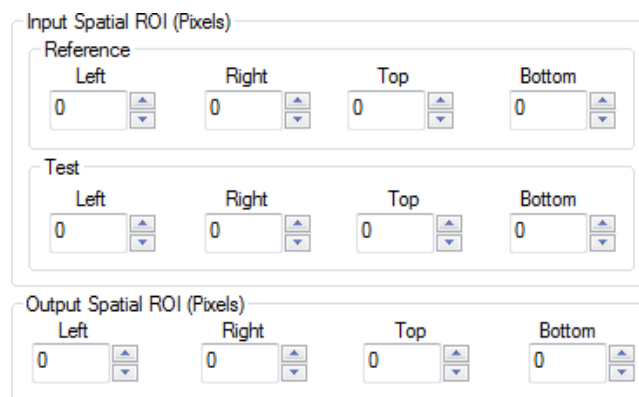 Input Spatial ROI (Pixels)
Reference
Left Right Top Bottom
0 0 0 0
Test
Left Right Top Bottom
0 0 0 0
Output Spatial ROI (Pixels)
Left Right Top Bottom
0 0 0 0